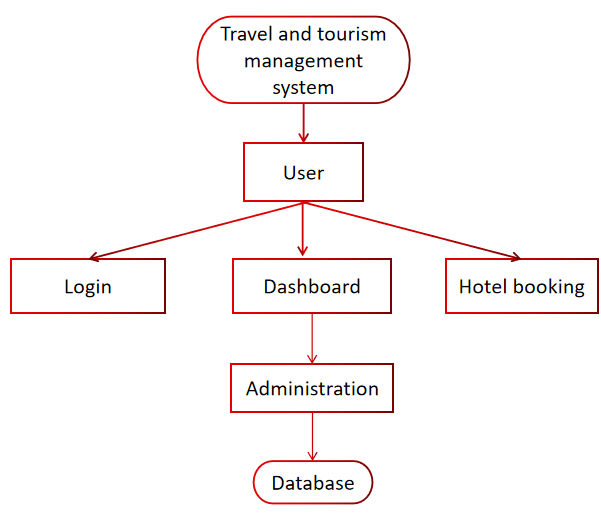 Travel and tourism
management
system
User
Login
Dashboard
Hotel booking
Administration
Database